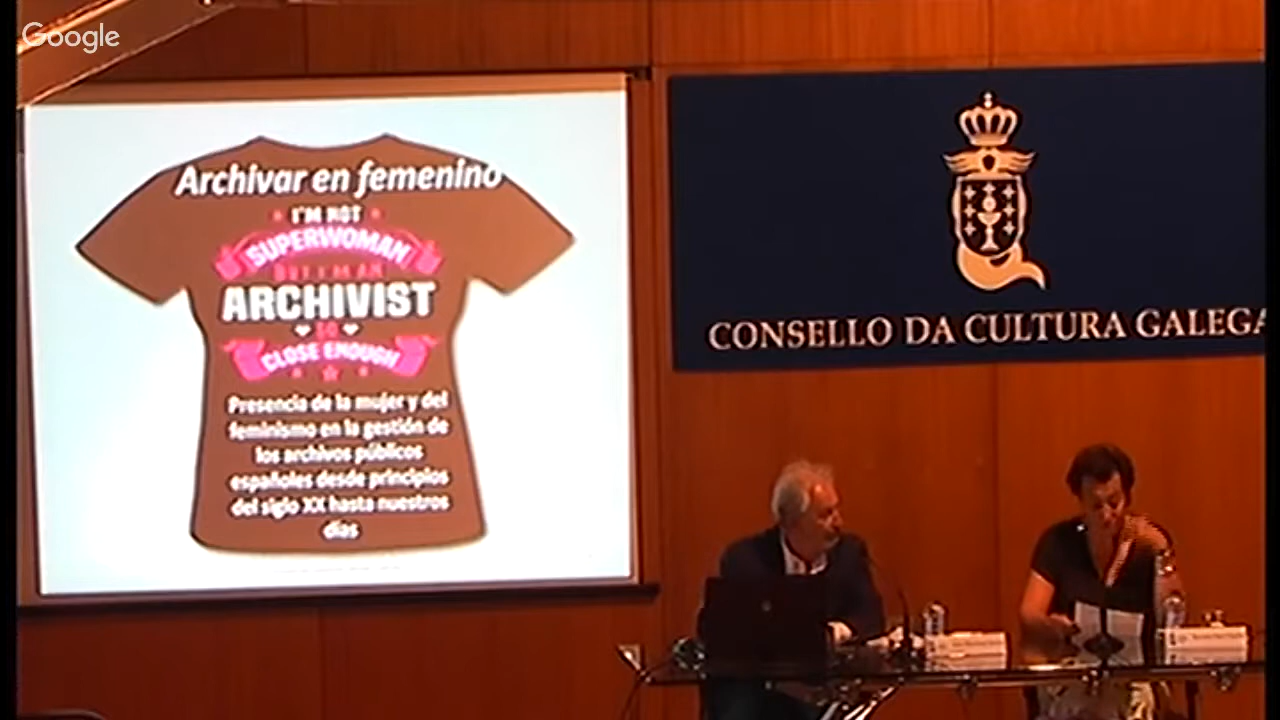 Google
Archivar en femenino
I'M NOT
SUPERWOMAN
BUT I'M AN
ARCHIVIST
SO
CLOSE ENOUGH
Presencia de la mujer y del
feminismo en la gestión de
los archivos públicos
españoles desde principios
del siglo XX hasta nuestros
días
CONSELLO DA CULTURA GALEGA